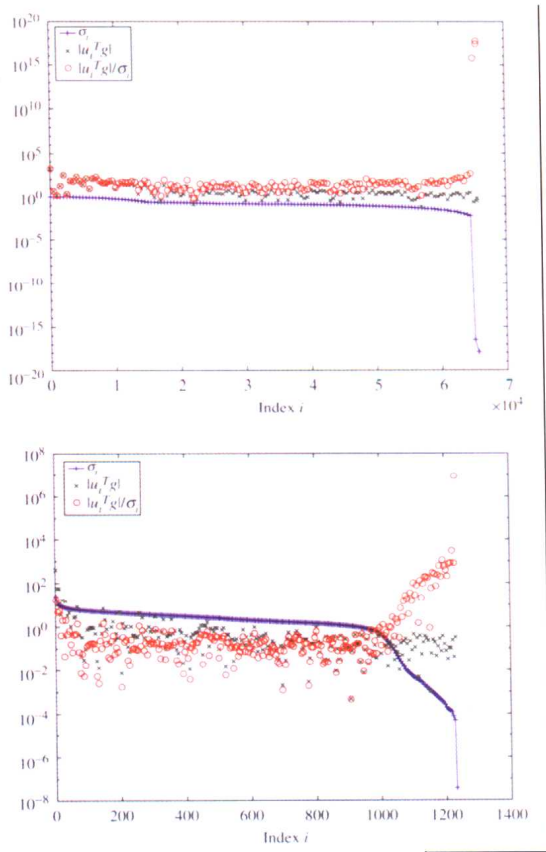 10^20
σ_i
|u_i^T g|
|u_i^T g|/σ_i
10^15
10^10
10^5
10^0
10^-5
10^-10
10^-15
10^-20
0 1 2 3 4 5 6 7
Index i ×10^4
10^8
σ_i
|u_i^T g|
|u_i^T g|/σ_i
10^6
10^4
10^2
10^0
10^-2
10^-4
10^-6
10^-8
0 200 400 600 800 1000 1200 1400
Index i